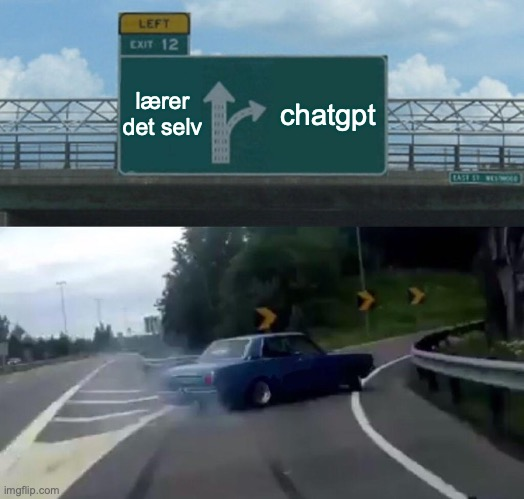 LEFT
EXIT 12
lærer
det selv
chatgpt
imgflip.com